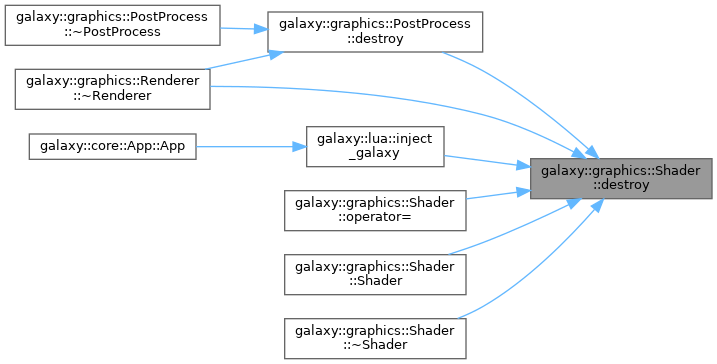 galaxy::graphics::PostProcess
::~PostProcess
galaxy::graphics::PostProcess
::destroy
galaxy::graphics::Renderer
::~Renderer
galaxy::core::App::App
galaxy::lua::inject
_galaxy
galaxy::graphics::Shader
::destroy
galaxy::graphics::Shader
::operator=
galaxy::graphics::Shader
::Shader
galaxy::graphics::Shader
::~Shader